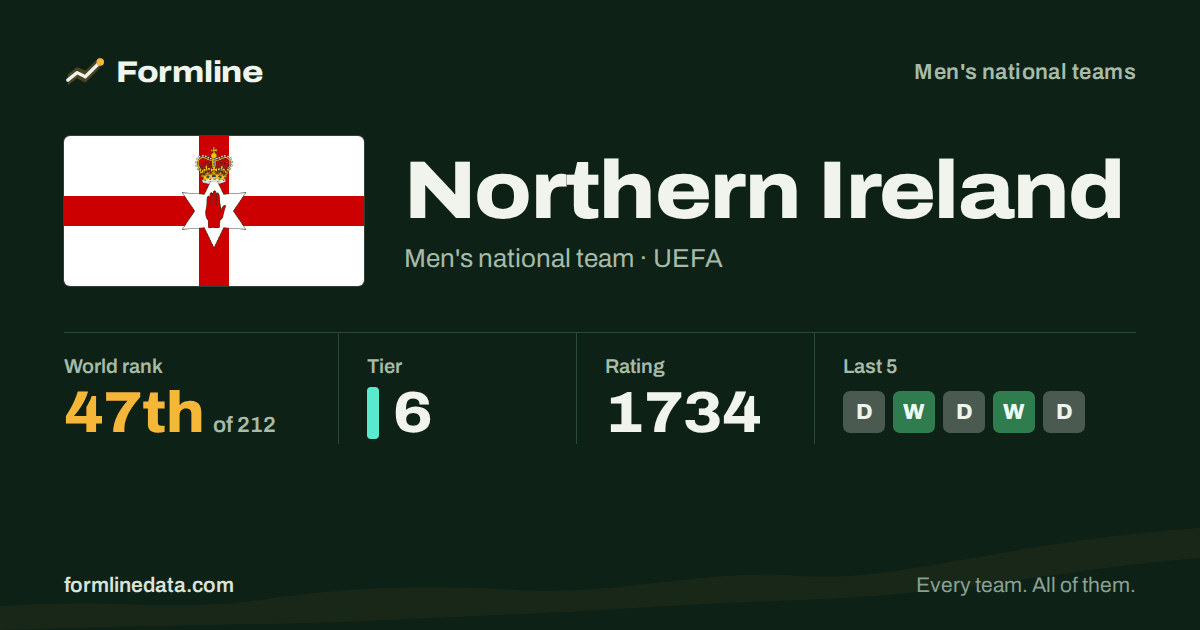 Formline
Men's national teams
Northern Ireland
Men's national team · UEFA
World rank
47th of 212
Tier
6
Rating
1734
Last 5
D W D W D
formlinedata.com
Every team. All of them.